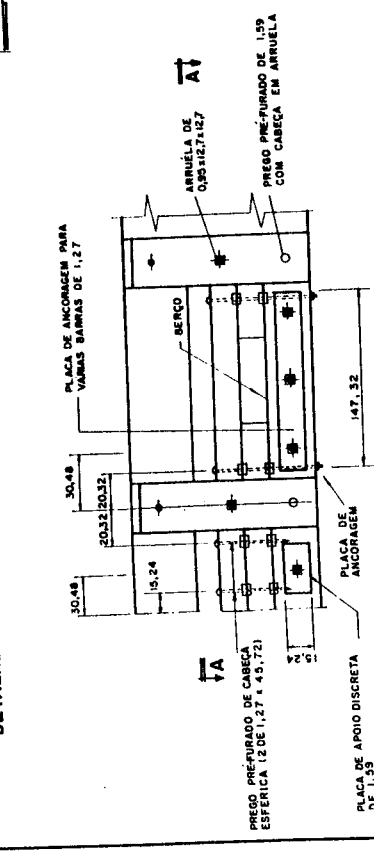 PLACA DE ANCORAGEM PARA
VARIAS BARRAS DE 1,27
ARRUELA DE
0,95x12,7x12,7
A
PREGO PRÉ-FURADO DE 1,59
COM CABEÇA EM ARRUELA
BERÇO
30,48
20,32
20,32
30,48
15,24
147,32
A
PREGO PRÉ-FURADO DE CABEÇA
ESFERICA (2 DE 1,27 x 45,72)
PLACA DE
ANCORAGEM
PLACA DE APOIO DISCRETA
DE 1,59